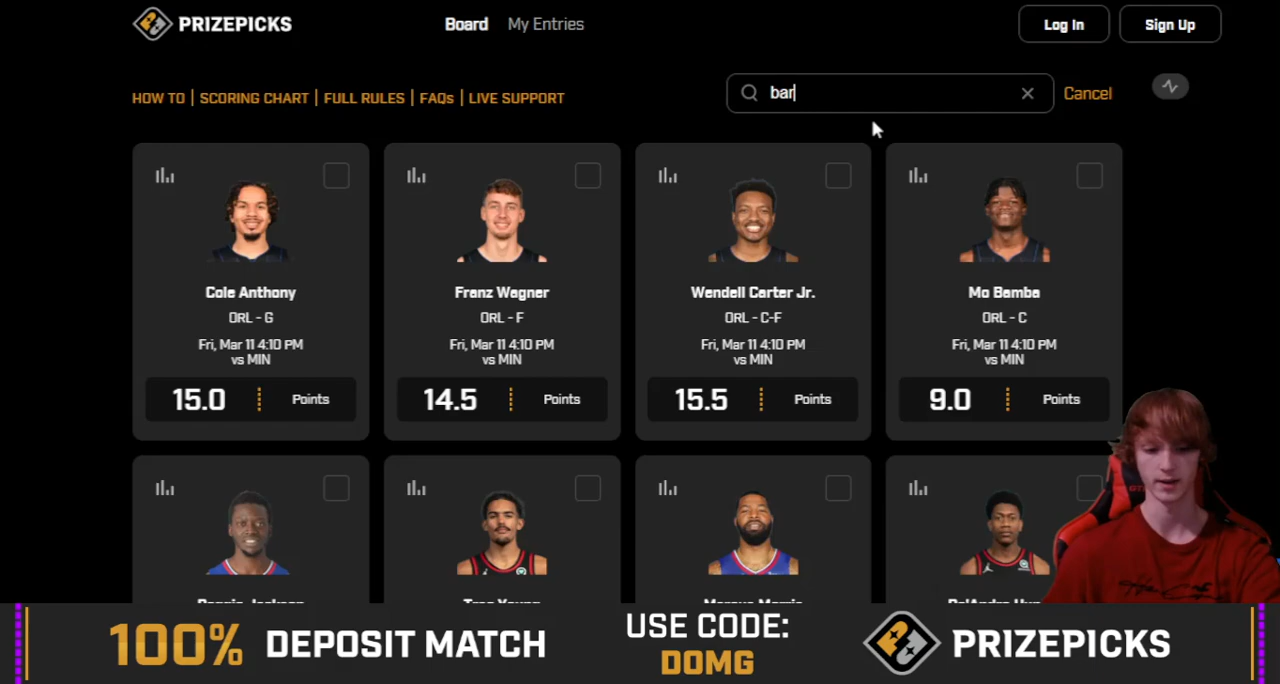 PRIZEPICKS
Board
My Entries
Log In
Sign Up
HOW TO | SCORING CHART | FULL RULES | FAQs | LIVE SUPPORT
bar
Cancel
Cole Anthony
ORL - G
Fri, Mar 11 4:10 PM
vs MIN
15.0
Points
Franz Wagner
ORL - F
Fri, Mar 11 4:10 PM
vs MIN
14.5
Points
Wendell Carter Jr.
ORL - C-F
Fri, Mar 11 4:10 PM
vs MIN
15.5
Points
Mo Bamba
ORL - C
Fri, Mar 11 4:10 PM
vs MIN
9.0
Points
100% DEPOSIT MATCH
USE CODE:
DOMG
PRIZEPICKS